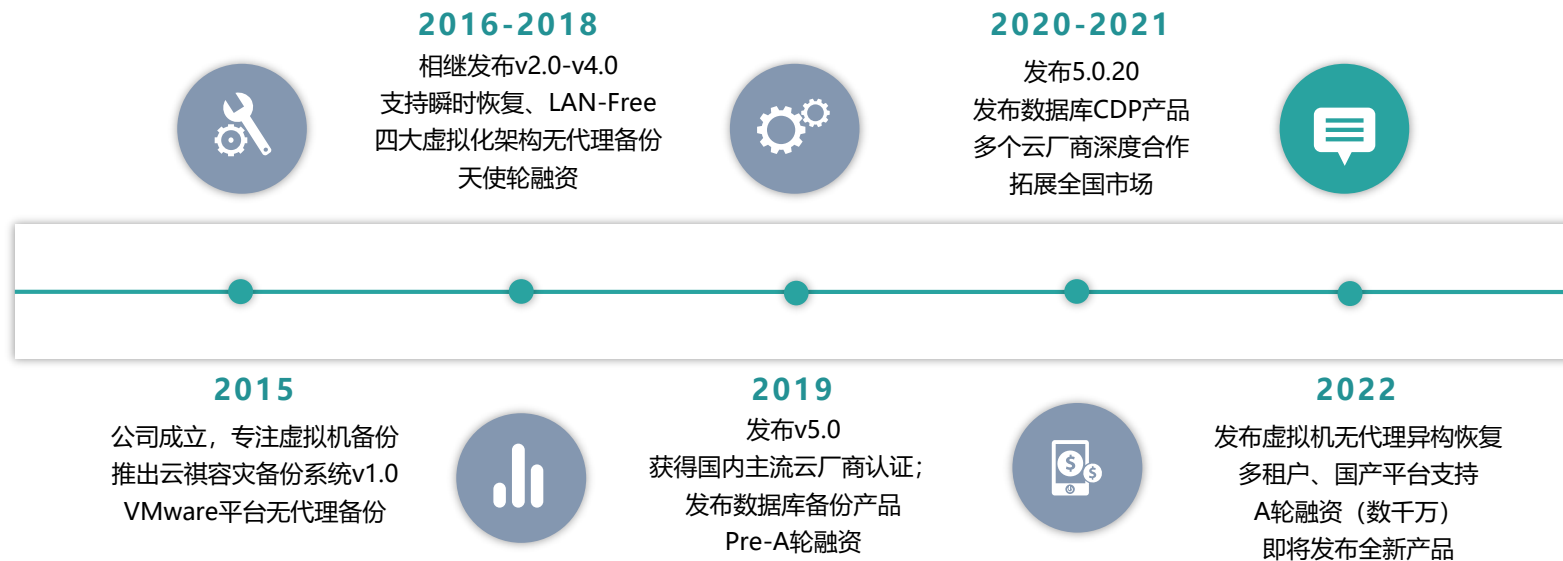 2016-2018
相继发布v2.0-v4.0
支持瞬时恢复、LAN-Free
四大虚拟化架构无代理备份
天使轮融资
2020-2021
发布5.0.20
发布数据库CDP产品
多个云厂商深度合作
拓展全国市场
2015
公司成立，专注虚拟机备份
推出云祺容灾备份系统v1.0
VMware平台无代理备份
2019
发布v5.0
获得国内主流云厂商认证；
发布数据库备份产品
Pre-A轮融资
2022
发布虚拟机无代理异构恢复
多租户、国产平台支持
A轮融资（数千万）
即将发布全新产品